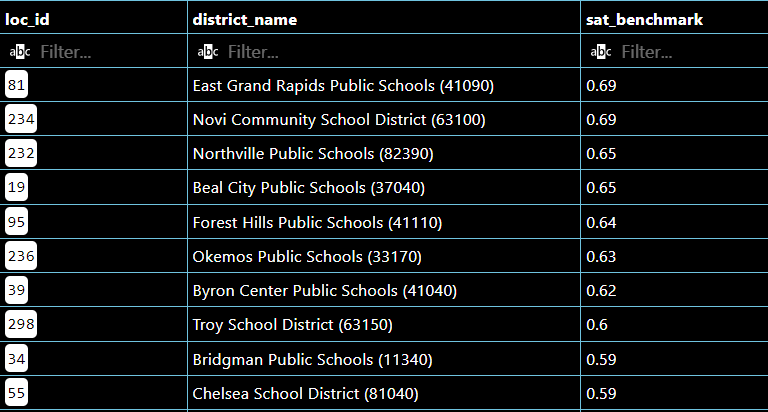 loc_id district_name sat_benchmark
abc Filter... abc Filter... abc Filter...
81 East Grand Rapids Public Schools (41090) 0.69
234 Novi Community School District (63100) 0.69
232 Northville Public Schools (82390) 0.65
19 Beal City Public Schools (37040) 0.65
95 Forest Hills Public Schools (41110) 0.64
236 Okemos Public Schools (33170) 0.63
39 Byron Center Public Schools (41040) 0.62
298 Troy School District (63150) 0.6
34 Bridgman Public Schools (11340) 0.59
55 Chelsea School District (81040) 0.59